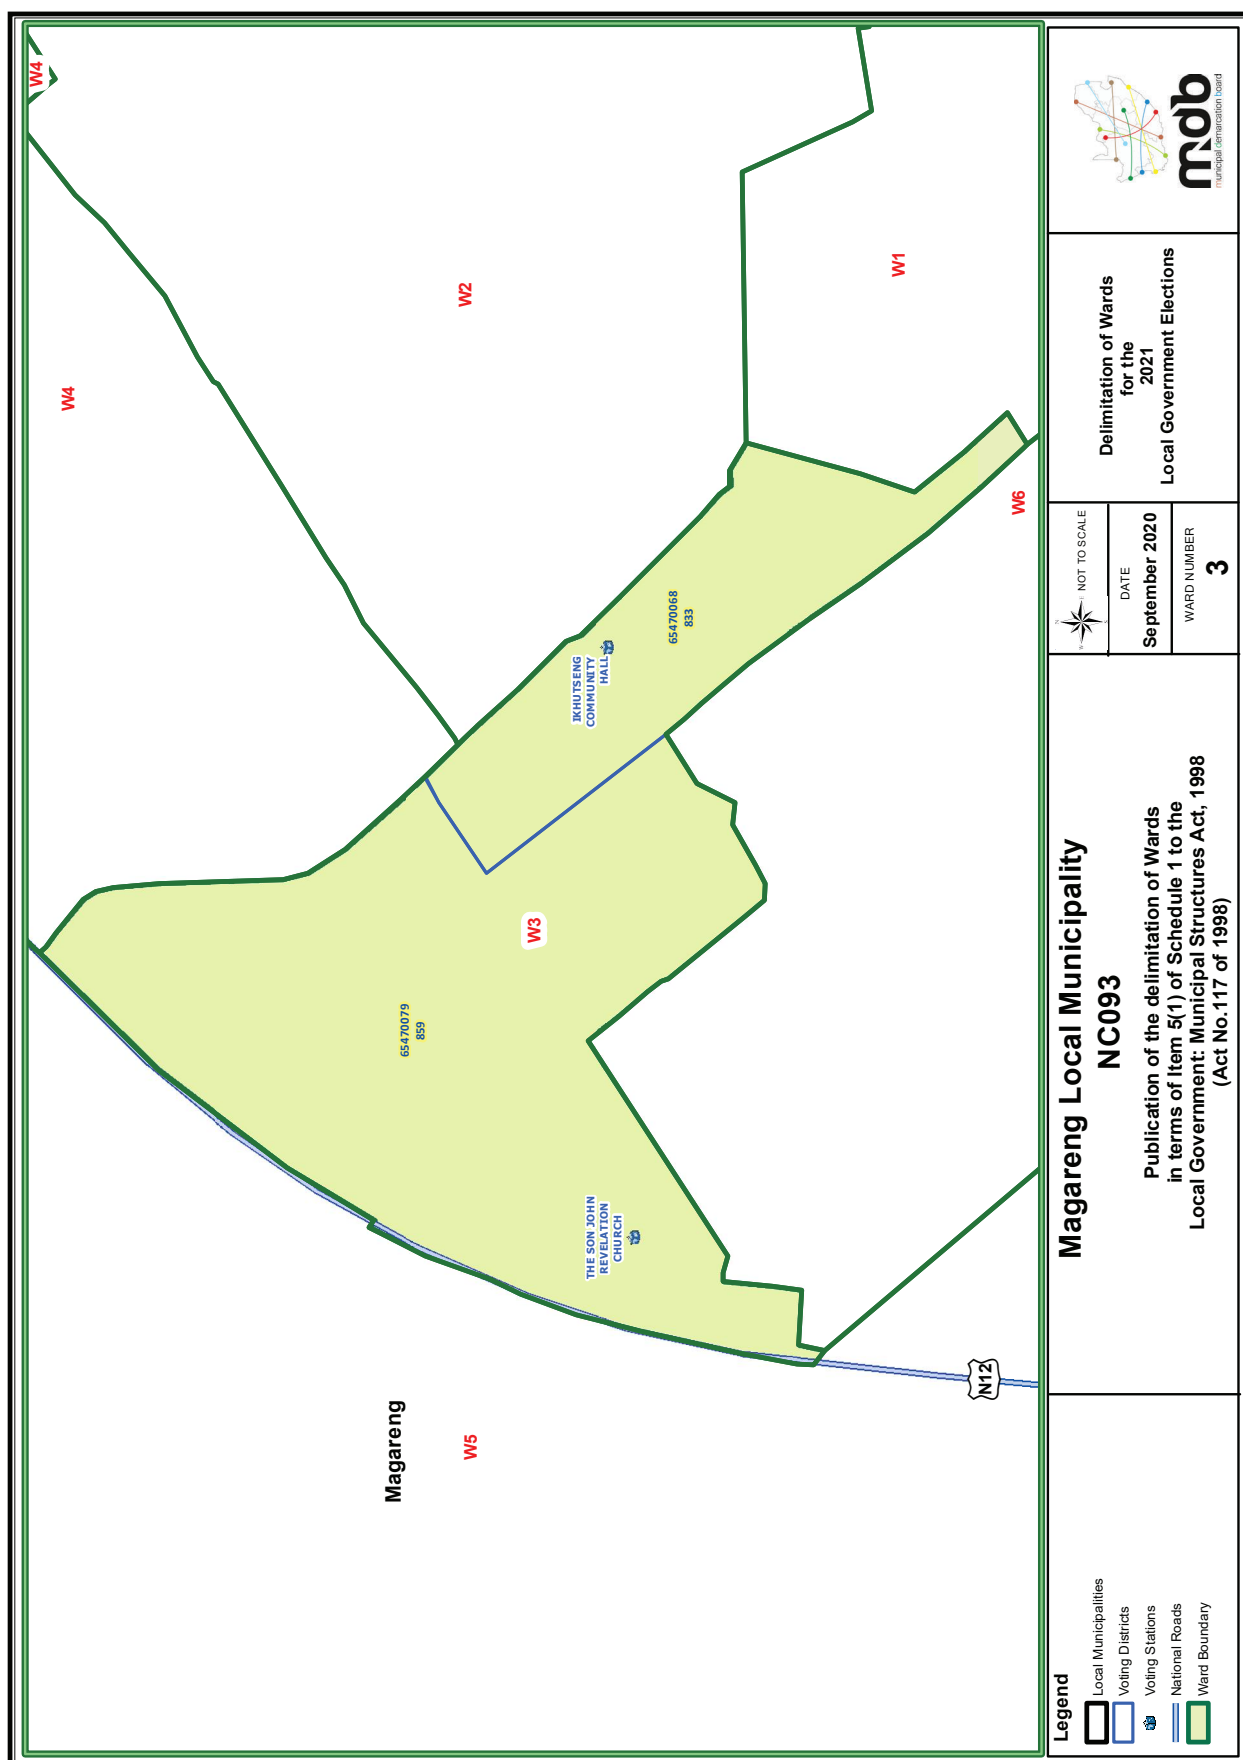 W4
W4
W2
W1
W6
65470068
833
IKHUTSENG
COMMUNITY
HALL
W3
65470079
859
THE SON JOHN
REVELATION
CHURCH
Magareng
W5
N12
Legend
Local Municipalities
Voting Districts
Voting Stations
National Roads
Ward Boundary
Magareng Local Municipality
NC093
Publication of the delimitation of Wards
in terms of Item 5(1) of Schedule 1 to the
Local Government: Municipal Structures Act, 1998
(Act No.117 of 1998)
N
W
E
S
NOT TO SCALE
DATE
September 2020
WARD NUMBER
3
Delimitation of Wards
for the
2021
Local Government Elections
mdb
municipal demarcation board